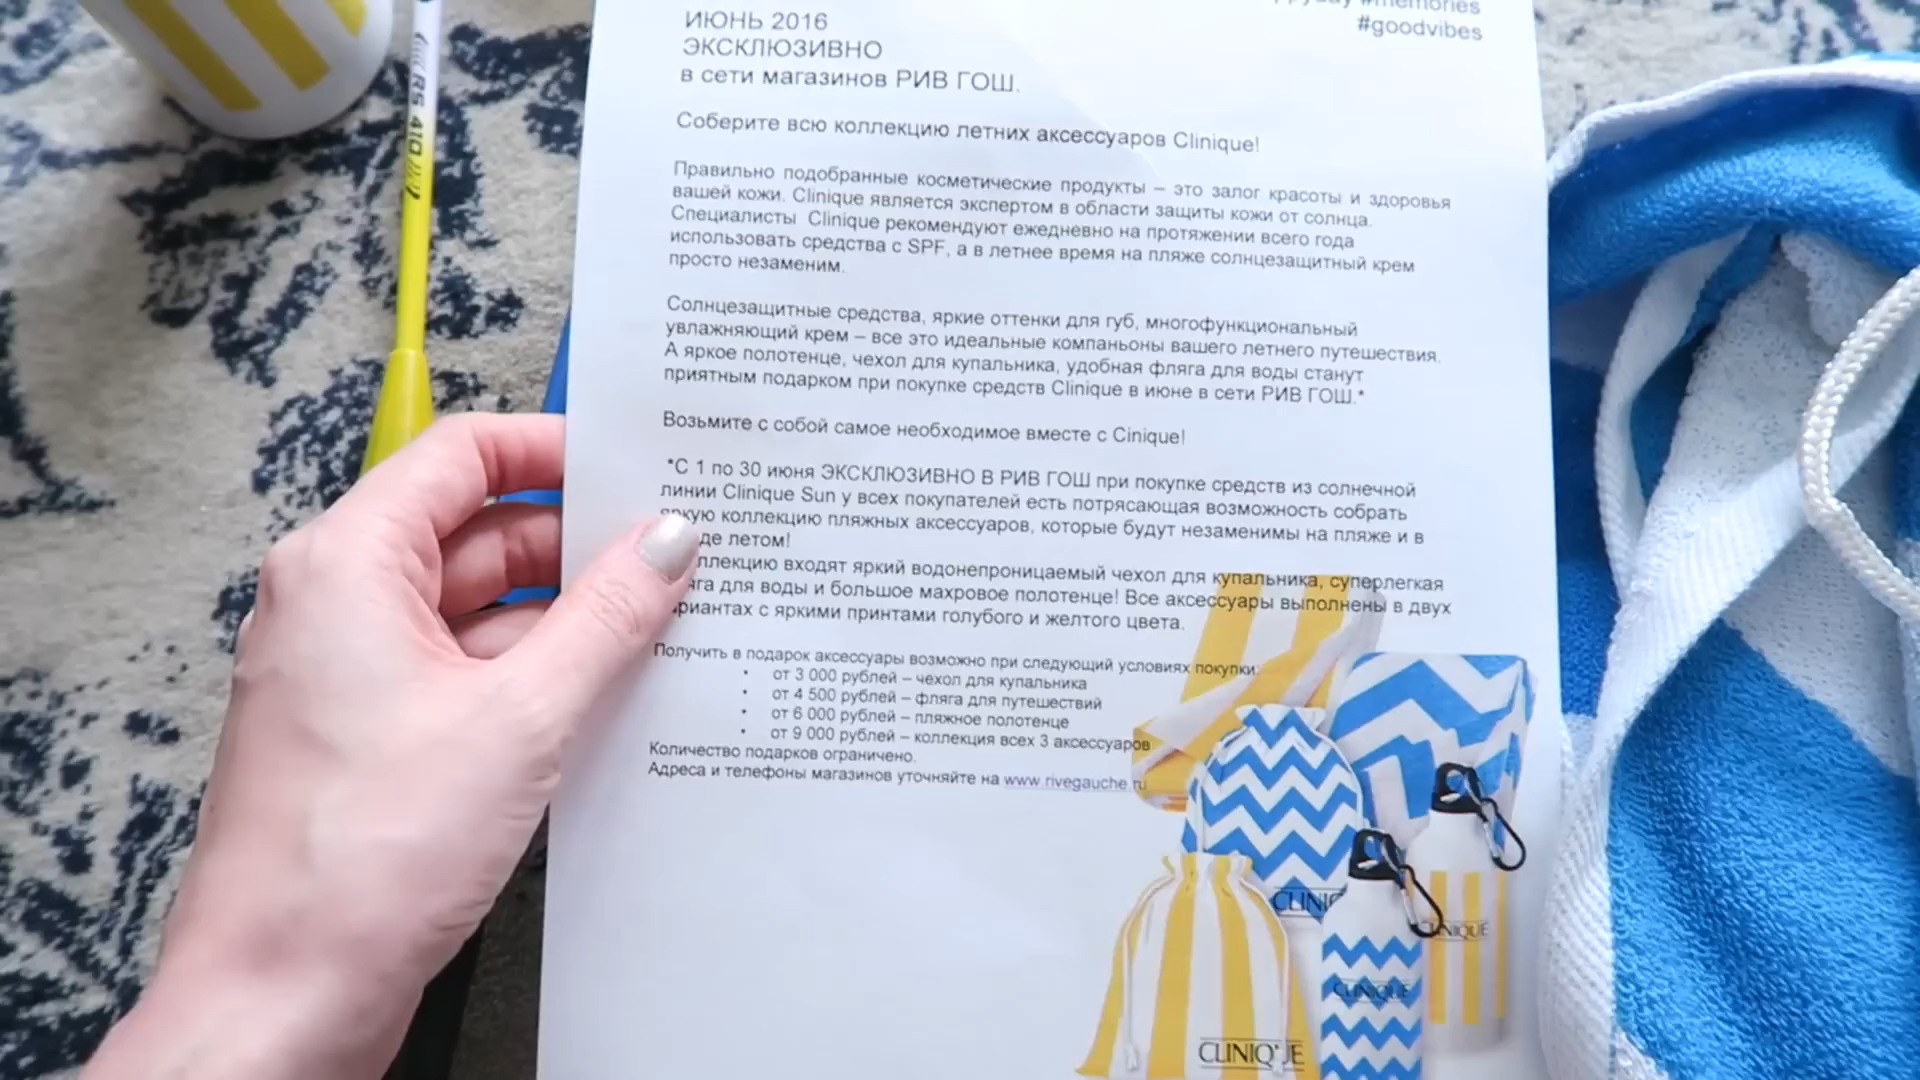 #memories
#goodvibes
ИЮНЬ 2016
ЭКСКЛЮЗИВНО
в сети магазинов РИВ ГОШ.
Соберите всю коллекцию летних аксессуаров Clinique!
Правильно подобранные косметические продукты – это залог красоты и здоровья
вашей кожи. Clinique является экспертом в области защиты кожи от солнца.
Специалисты Clinique рекомендуют ежедневно на протяжении всего года
использовать средства с SPF, а в летнее время на пляже солнцезащитный крем
просто незаменим.
Солнцезащитные средства, яркие оттенки для губ, многофункциональный
увлажняющий крем – все это идеальные компаньоны вашего летнего путешествия.
А яркое полотенце, чехол для купальника, удобная фляга для воды станут
приятным подарком при покупке средств Clinique в июне в сети РИВ ГОШ.*
Возьмите с собой самое необходимое вместе с Cinique!
*С 1 по 30 июня ЭКСКЛЮЗИВНО В РИВ ГОШ при покупке средств из солнечной
линии Clinique Sun у всех покупателей есть потрясающая возможность собрать
яркую коллекцию пляжных аксессуаров, которые будут незаменимы на пляже и в
де летом!
ллекцию входят яркий водонепроницаемый чехол для купальника, суперлегкая
яга для воды и большое махровое полотенце! Все аксессуары выполнены в двух
риантах с яркими принтами голубого и желтого цвета.
Получить в подарок аксессуары возможно при следующий условиях покупки:
• от 3 000 рублей – чехол для купальника
• от 4 500 рублей – фляга для путешествий
• от 6 000 рублей – пляжное полотенце
• от 9 000 рублей – коллекция всех 3 аксессуаров
Количество подарков ограничено.
Адреса и телефоны магазинов уточняйте на www.rivegauche.ru
CLINIQUE
CLINIQUE
CLINIQUE
RS 410